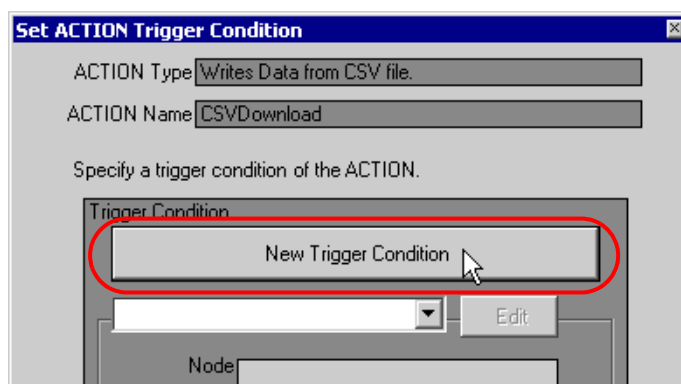 Set ACTION Trigger Condition
ACTION Type Writes Data from CSV file.
ACTION Name CSVDownload
Specify a trigger condition of the ACTION.
Trigger Condition
New Trigger Condition
Edit
Node